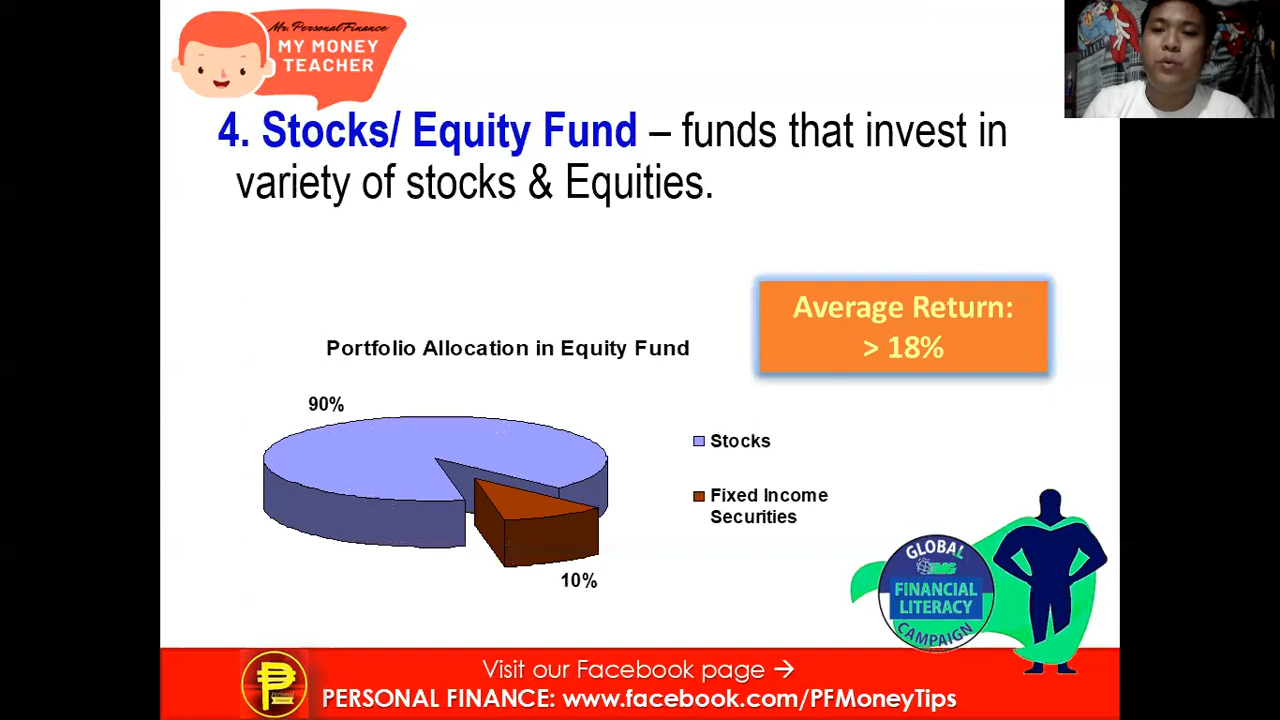 Mr. Personal Finance
MY MONEY
TEACHER
4. Stocks/ Equity Fund – funds that invest in
variety of stocks & Equities.
Average Return:
> 18%
Portfolio Allocation in Equity Fund
90%
Stocks
Fixed Income
Securities
10%
GLOBAL
IMG
FINANCIAL
LITERACY
CAMPAIGN
Visit our Facebook page →
PERSONAL FINANCE: www.facebook.com/PFMoneyTips